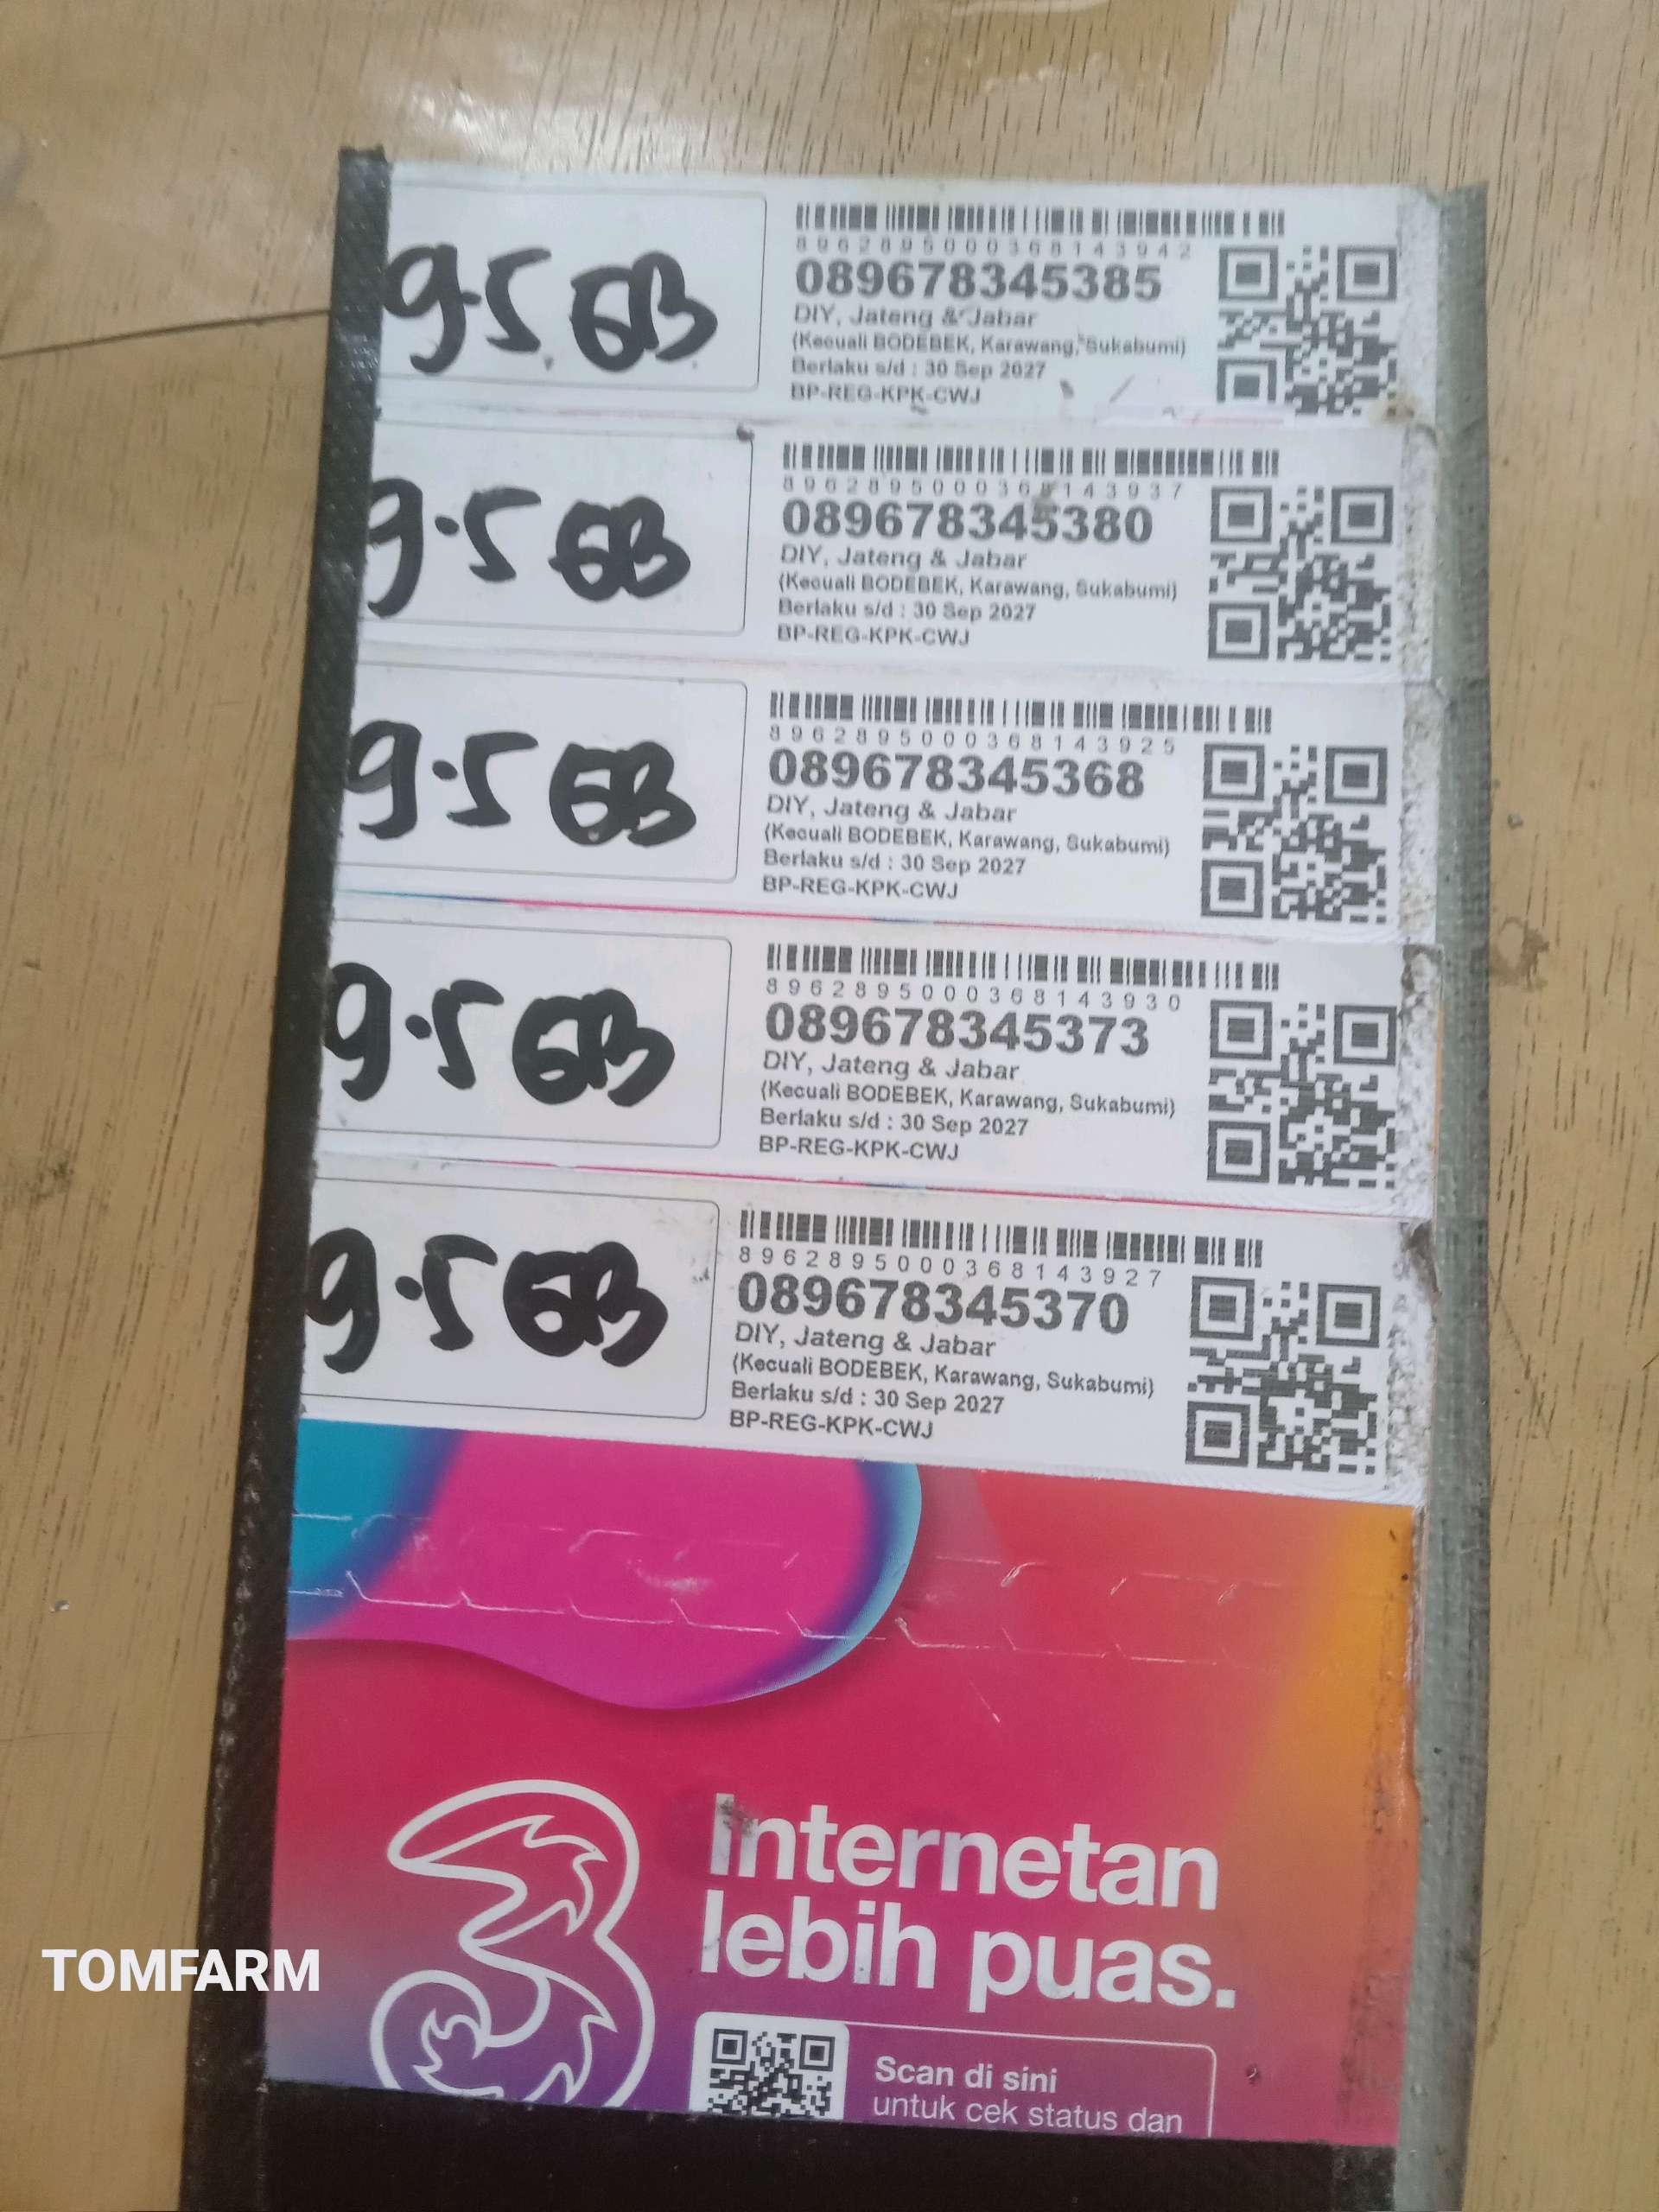 9.5 GB
8962895000368143942
089678345385
DIY, Jateng & Jabar
(Kecuali BODEBEK, Karawang, Sukabumi)
Berlaku s/d : 30 Sep 2027
BP-REG-KPK-CWJ
9.5 GB
8962895000368143937
089678345380
DIY, Jateng & Jabar
(Kecuali BODEBEK, Karawang, Sukabumi)
Berlaku s/d : 30 Sep 2027
BP-REG-KPK-CWJ
9.5 GB
8962895000368143925
089678345368
DIY, Jateng & Jabar
(Kecuali BODEBEK, Karawang, Sukabumi)
Berlaku s/d : 30 Sep 2027
BP-REG-KPK-CWJ
9.5 GB
8962895000368143930
089678345373
DIY, Jateng & Jabar
(Kecuali BODEBEK, Karawang, Sukabumi)
Berlaku s/d : 30 Sep 2027
BP-REG-KPK-CWJ
9.5 GB
8962895000368143927
089678345370
DIY, Jateng & Jabar
(Kecuali BODEBEK, Karawang, Sukabumi)
Berlaku s/d : 30 Sep 2027
BP-REG-KPK-CWJ
3
Internetan
lebih puas.
TOMFARM
Scan di sini
untuk cek status dan